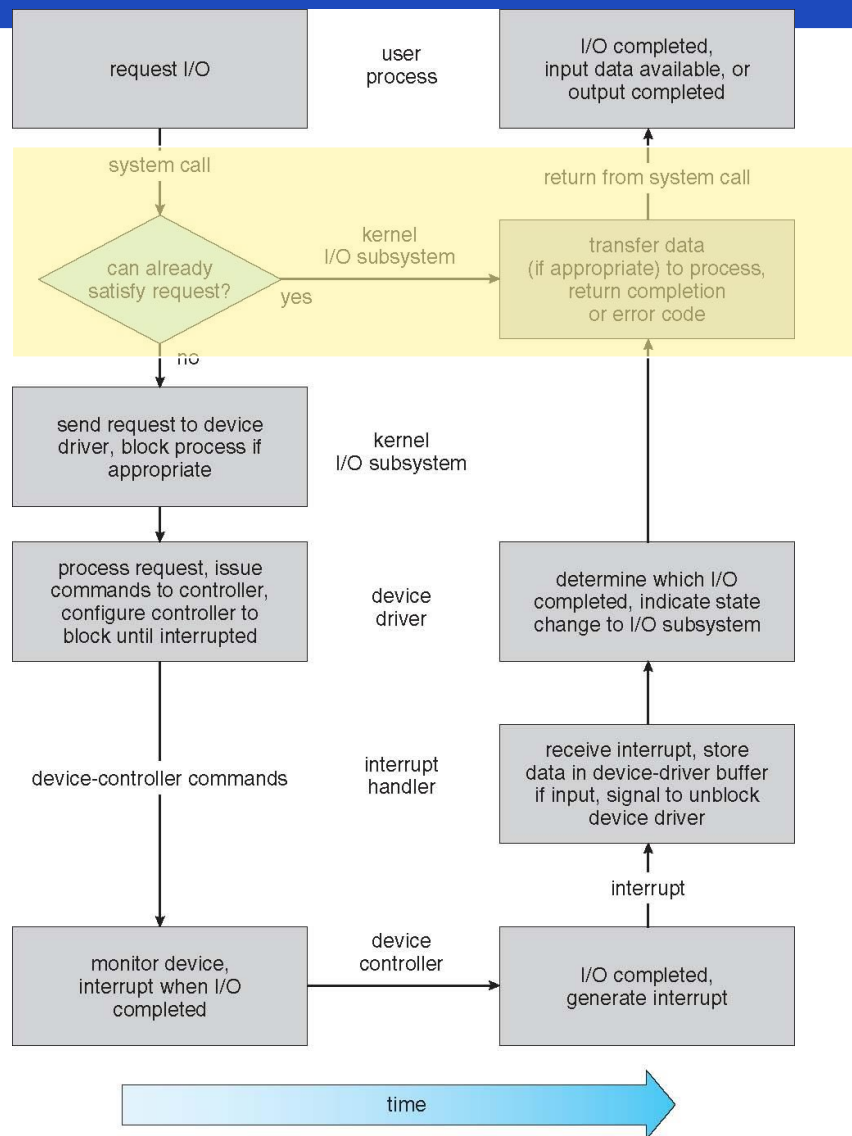 request I/O
user
process
I/O completed,
input data available, or
output completed
system call
return from system call
can already
satisfy request?
yes
kernel
I/O subsystem
transfer data
(if appropriate) to process,
return completion
or error code
no
send request to device
driver, block process if
appropriate
kernel
I/O subsystem
process request, issue
commands to controller,
configure controller to
block until interrupted
device
driver
determine which I/O
completed, indicate state
change to I/O subsystem
device-controller commands
interrupt
handler
receive interrupt, store
data in device-driver buffer
if input, signal to unblock
device driver
interrupt
monitor device,
interrupt when I/O
completed
device
controller
I/O completed,
generate interrupt
time